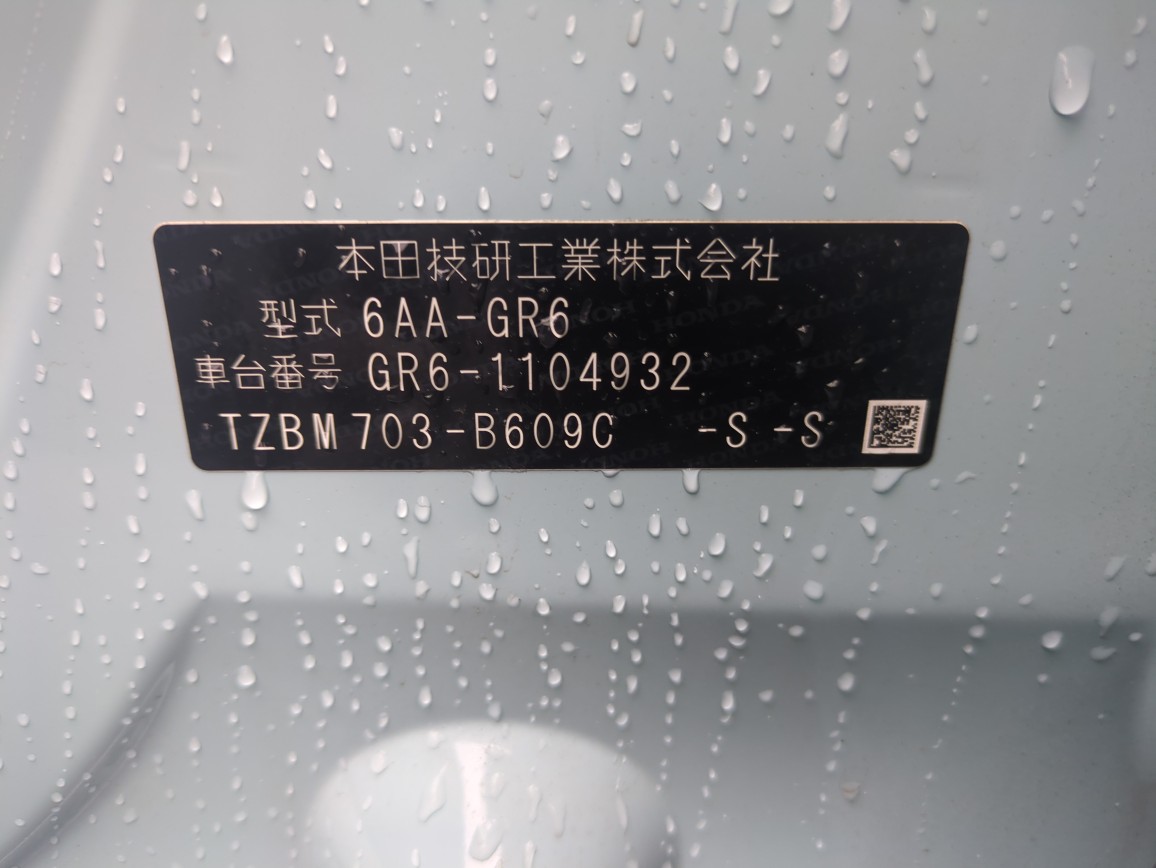 本田技研工業株式会社
型式 6AA-GR6
車台番号 GR6-1104932
TZBM703-B609C -S -S